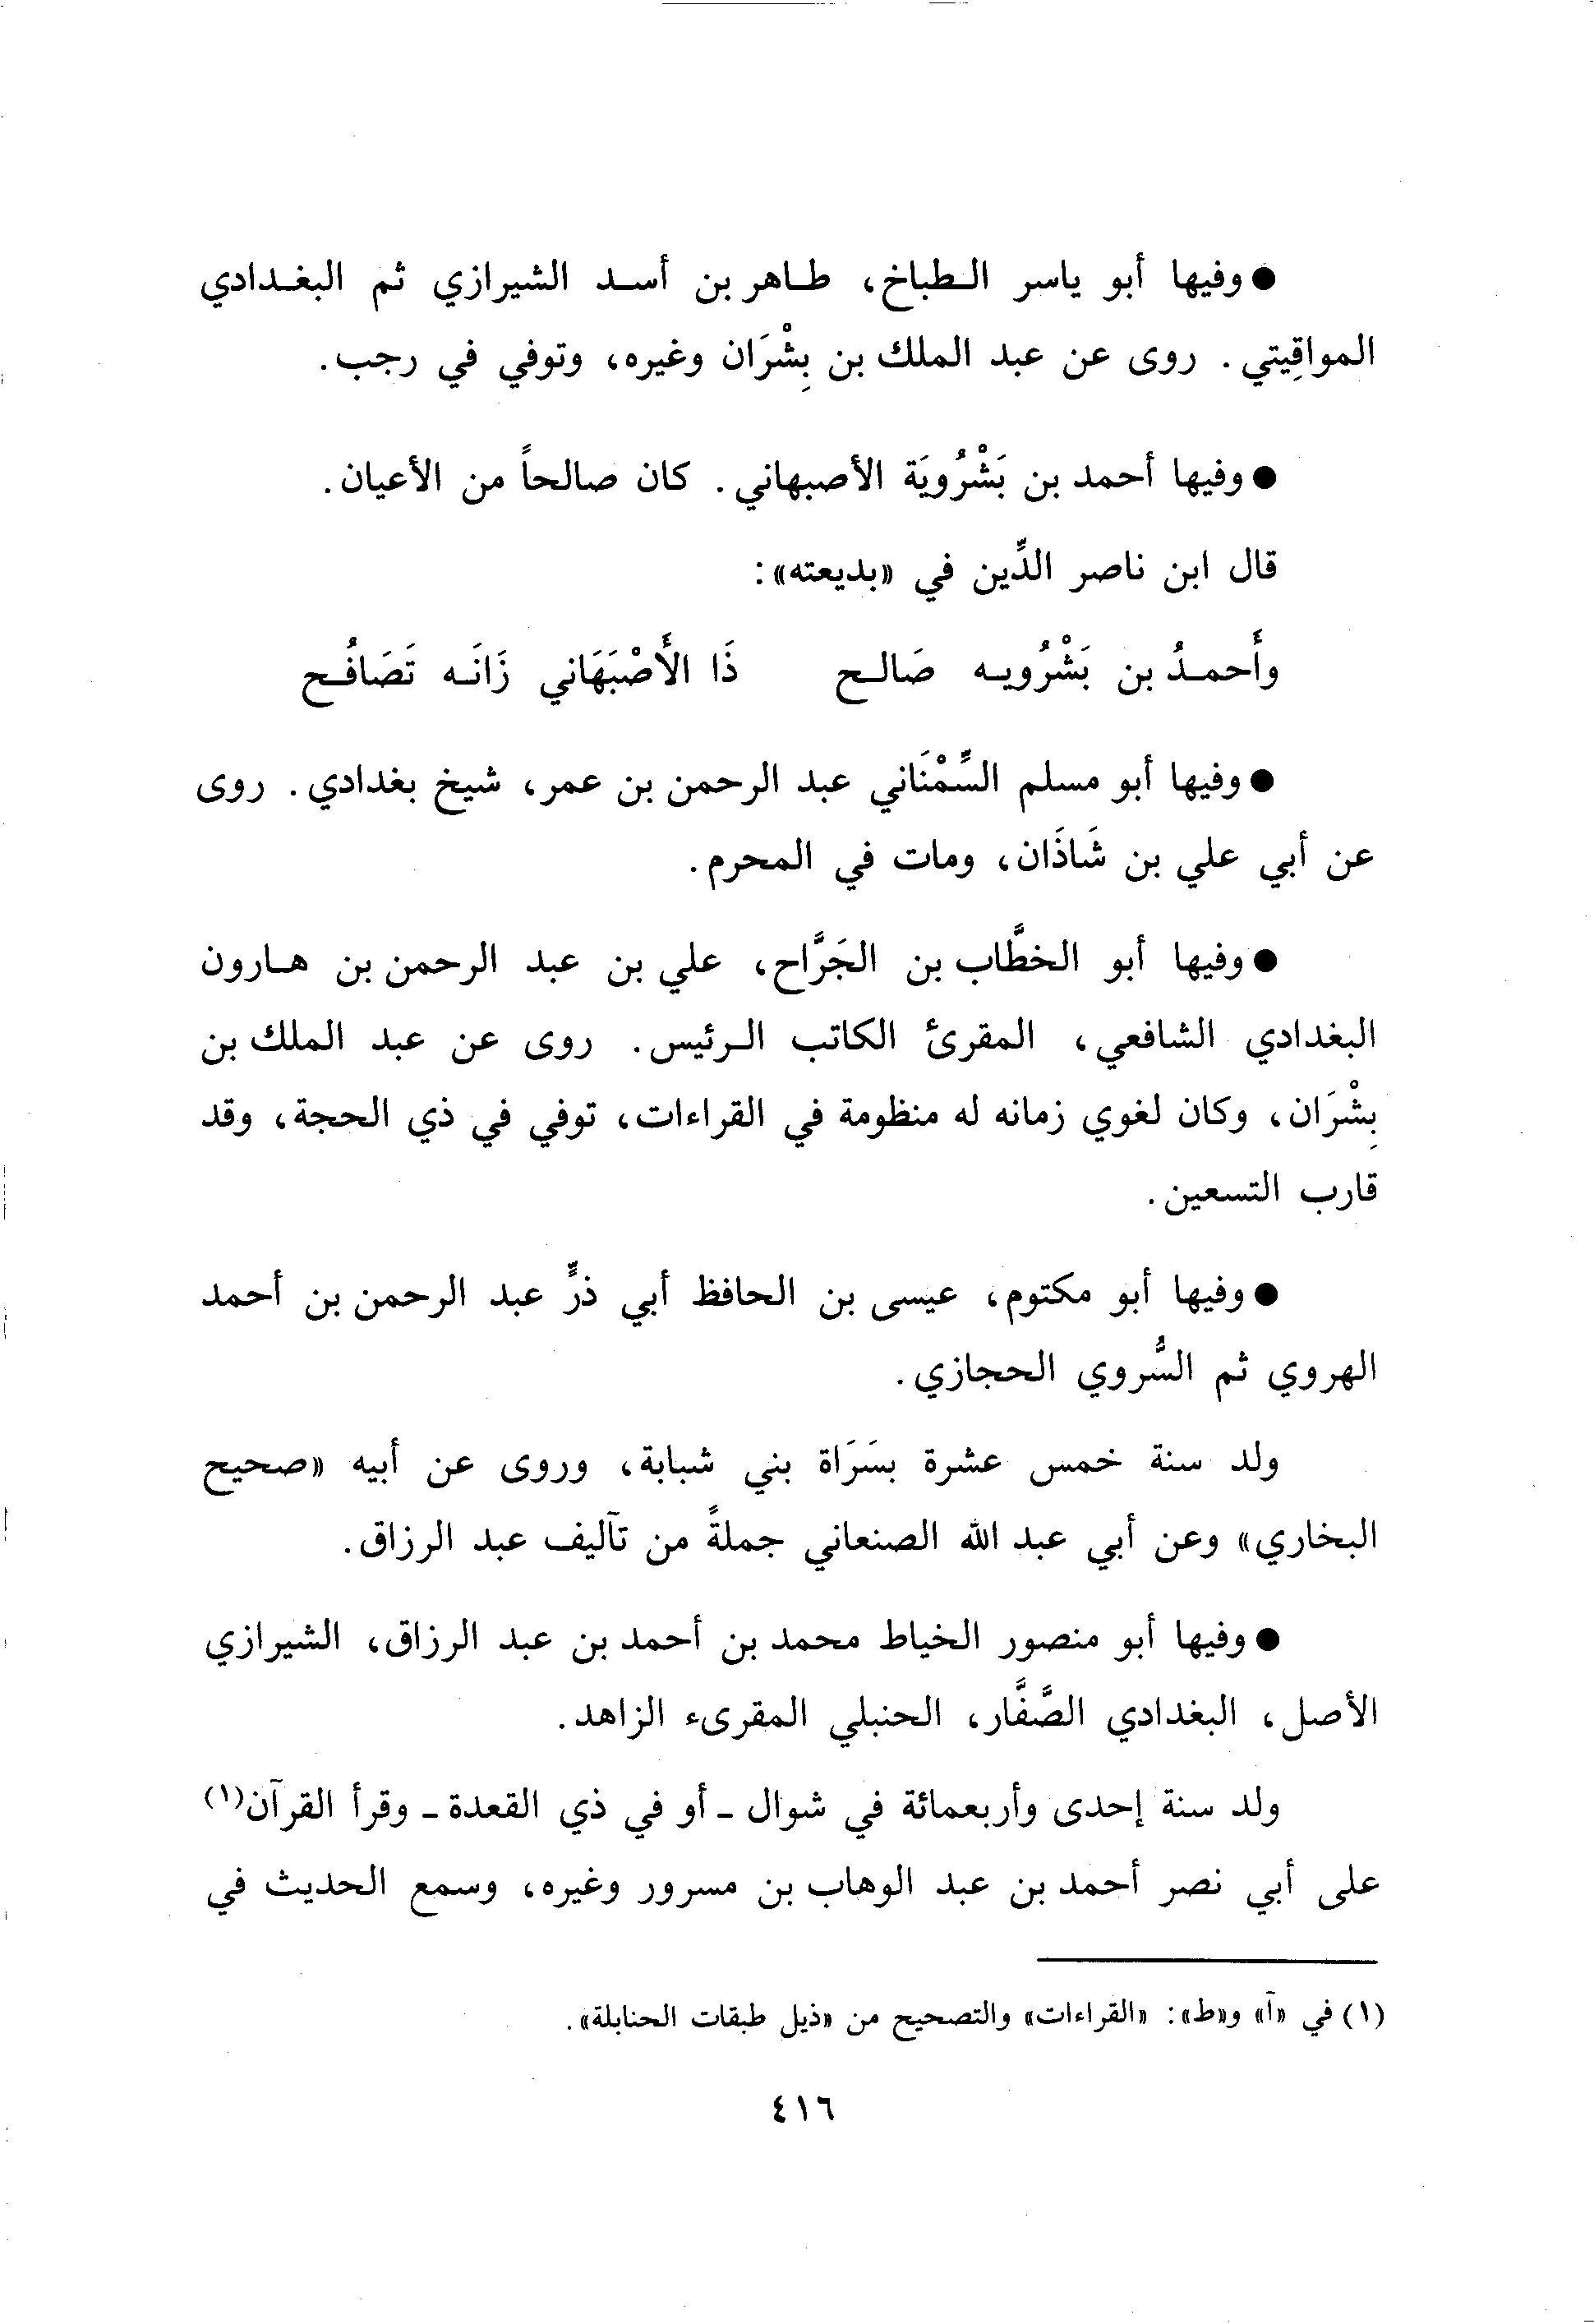 ● وفيها أبو ياسر الطباخ، طاهر بن أسد الشيرازي ثم البغدادي
المواقِيتي. روى عن عبد الملك بن بِشْرَان وغيره، وتوفي في رجب.
● وفيها أحمد بن بَشْرُويَة الأصبهاني. كان صالحاً من الأعيان.
قال ابن ناصر الدِّين في «بديعته»:
وأَحمدُ بن بَشْرُويه صَالح ذَا الأَصْبَهَاني زَانَه تَصَافُح
● وفيها أبو مسلم السِّمْنَاني عبد الرحمن بن عمر، شيخ بغدادي. روى
عن أبي علي بن شَاذَان، ومات في المحرم.
● وفيها أبو الخطَّاب بن الجَرَّاح، علي بن عبد الرحمن بن هارون
البغدادي الشافعي، المقرئ الكاتب الرئيس. روى عن عبد الملك بن
بِشْرَان، وكان لغوي زمانه له منظومة في القراءات، توفي في ذي الحجة، وقد
قارب التسعين.
● وفيها أبو مكتوم، عيسى بن الحافظ أبي ذرٍّ عبد الرحمن بن أحمد
الهروي ثم السُّروي الحجازي.
ولد سنة خمس عشرة بسَرَاة بني شبابة، وروى عن أبيه «صحيح
البخاري» وعن أبي عبد الله الصنعاني جملةً من تآليف عبد الرزاق.
● وفيها أبو منصور الخياط محمد بن أحمد بن عبد الرزاق، الشيرازي
الأصل، البغدادي الصَّفَّار، الحنبلي المقرىء الزاهد.
ولد سنة إحدى وأربعمائة في شوال ـ أو في ذي القعدة ـ وقرأ القرآن(١)
على أبي نصر أحمد بن عبد الوهاب بن مسرور وغيره، وسمع الحديث في
(١) في «آ» و«ط»: «القراءات» والتصحيح من «ذيل طبقات الحنابلة».
٤١٦